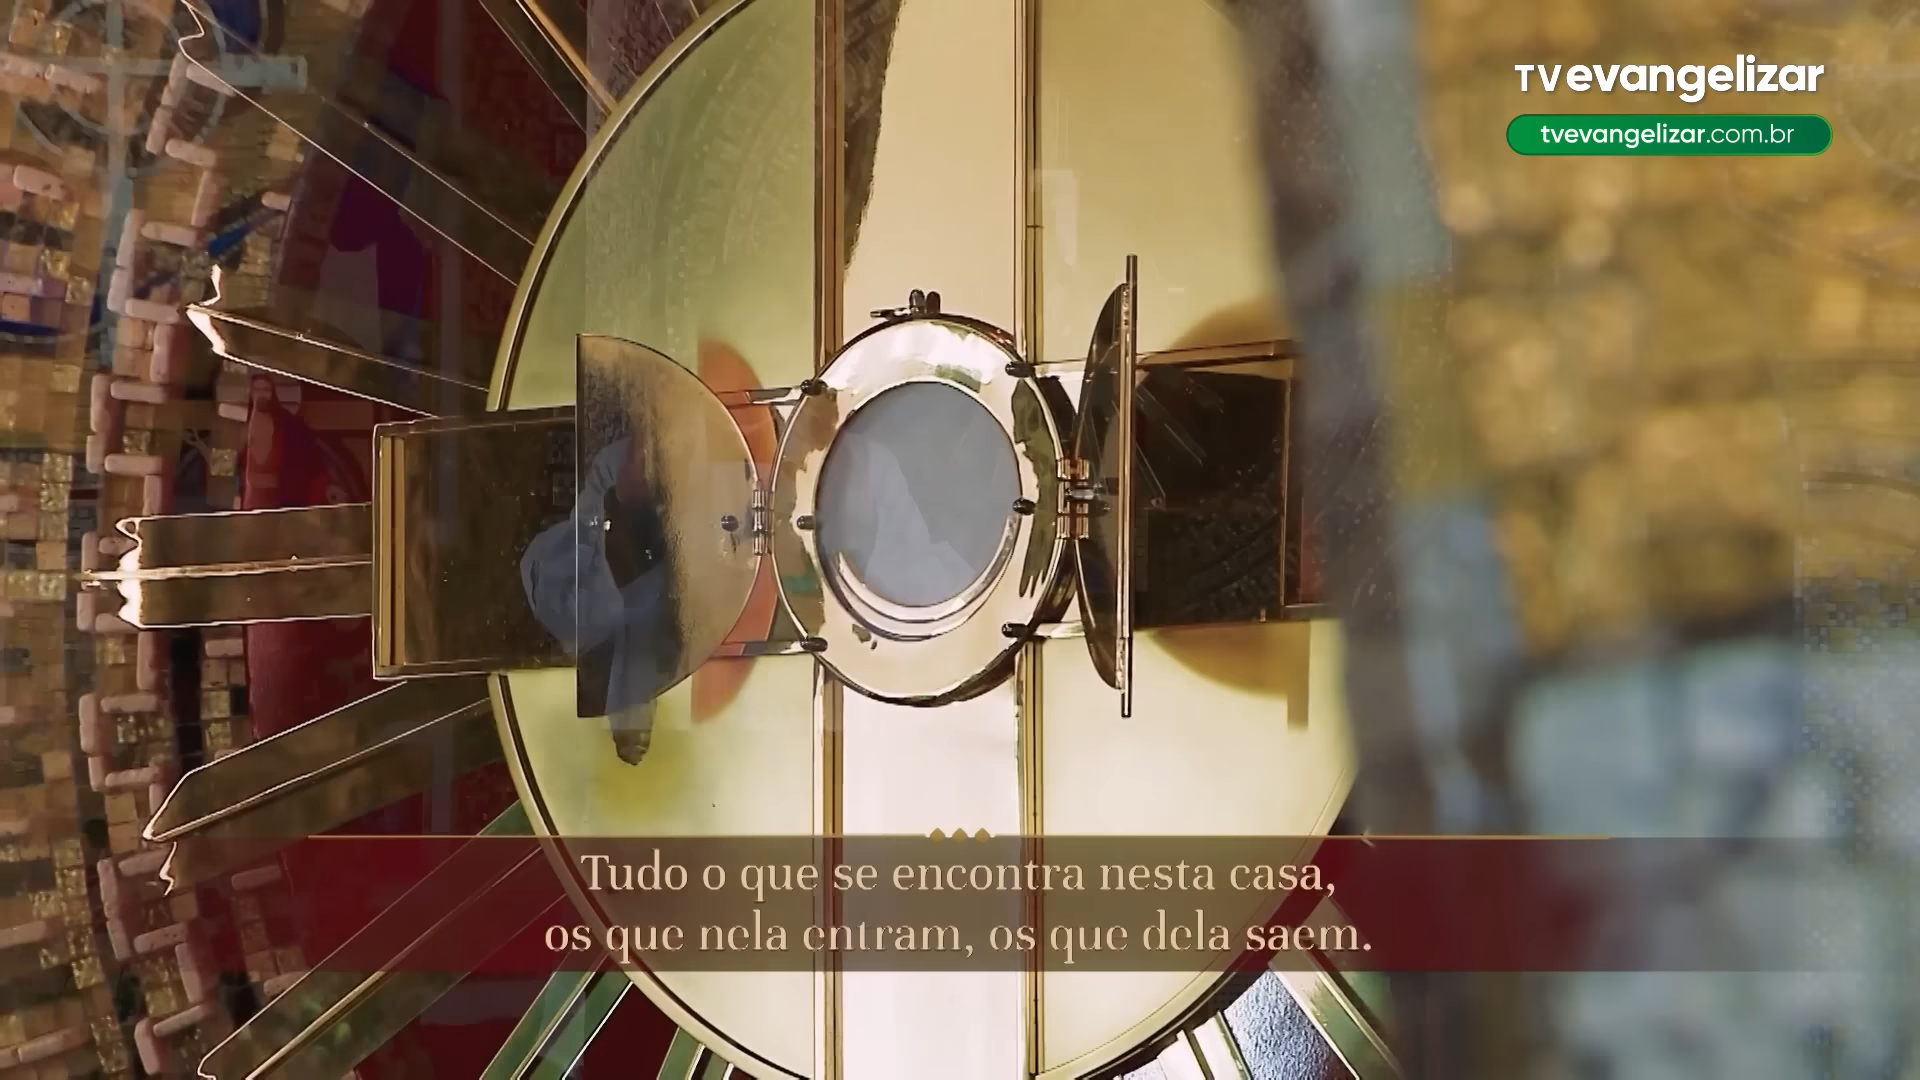 TVevangelizar
tvevangelizar.com.br
Tudo o que se encontra nesta casa,
os que nela entram, os que dela saem.